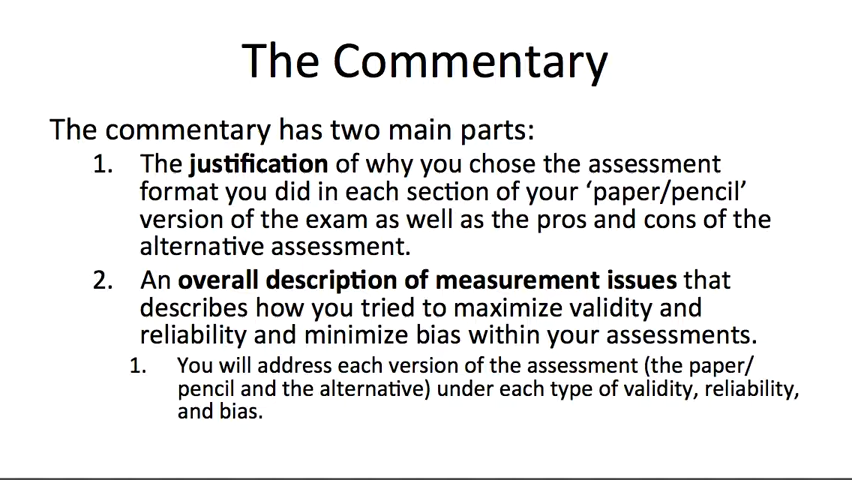 The Commentary
The commentary has two main parts:
1. The justification of why you chose the assessment
format you did in each section of your ‘paper/pencil’
version of the exam as well as the pros and cons of the
alternative assessment.
2. An overall description of measurement issues that
describes how you tried to maximize validity and
reliability and minimize bias within your assessments.
1. You will address each version of the assessment (the paper/
pencil and the alternative) under each type of validity, reliability,
and bias.